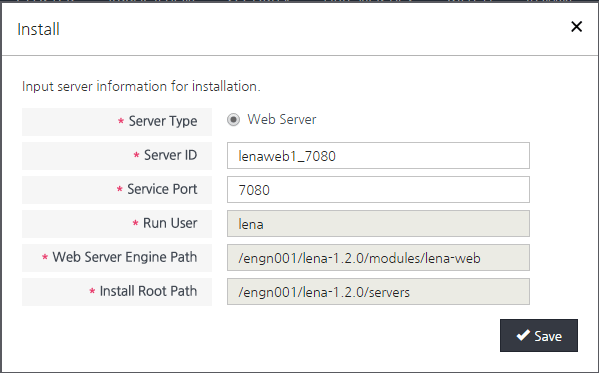 Install
Input server information for installation.
* Server Type Web Server
* Server ID lenaweb1_7080
* Service Port 7080
* Run User lena
* Web Server Engine Path /engn001/lena-1.2.0/modules/lena-web
* Install Root Path /engn001/lena-1.2.0/servers
Save